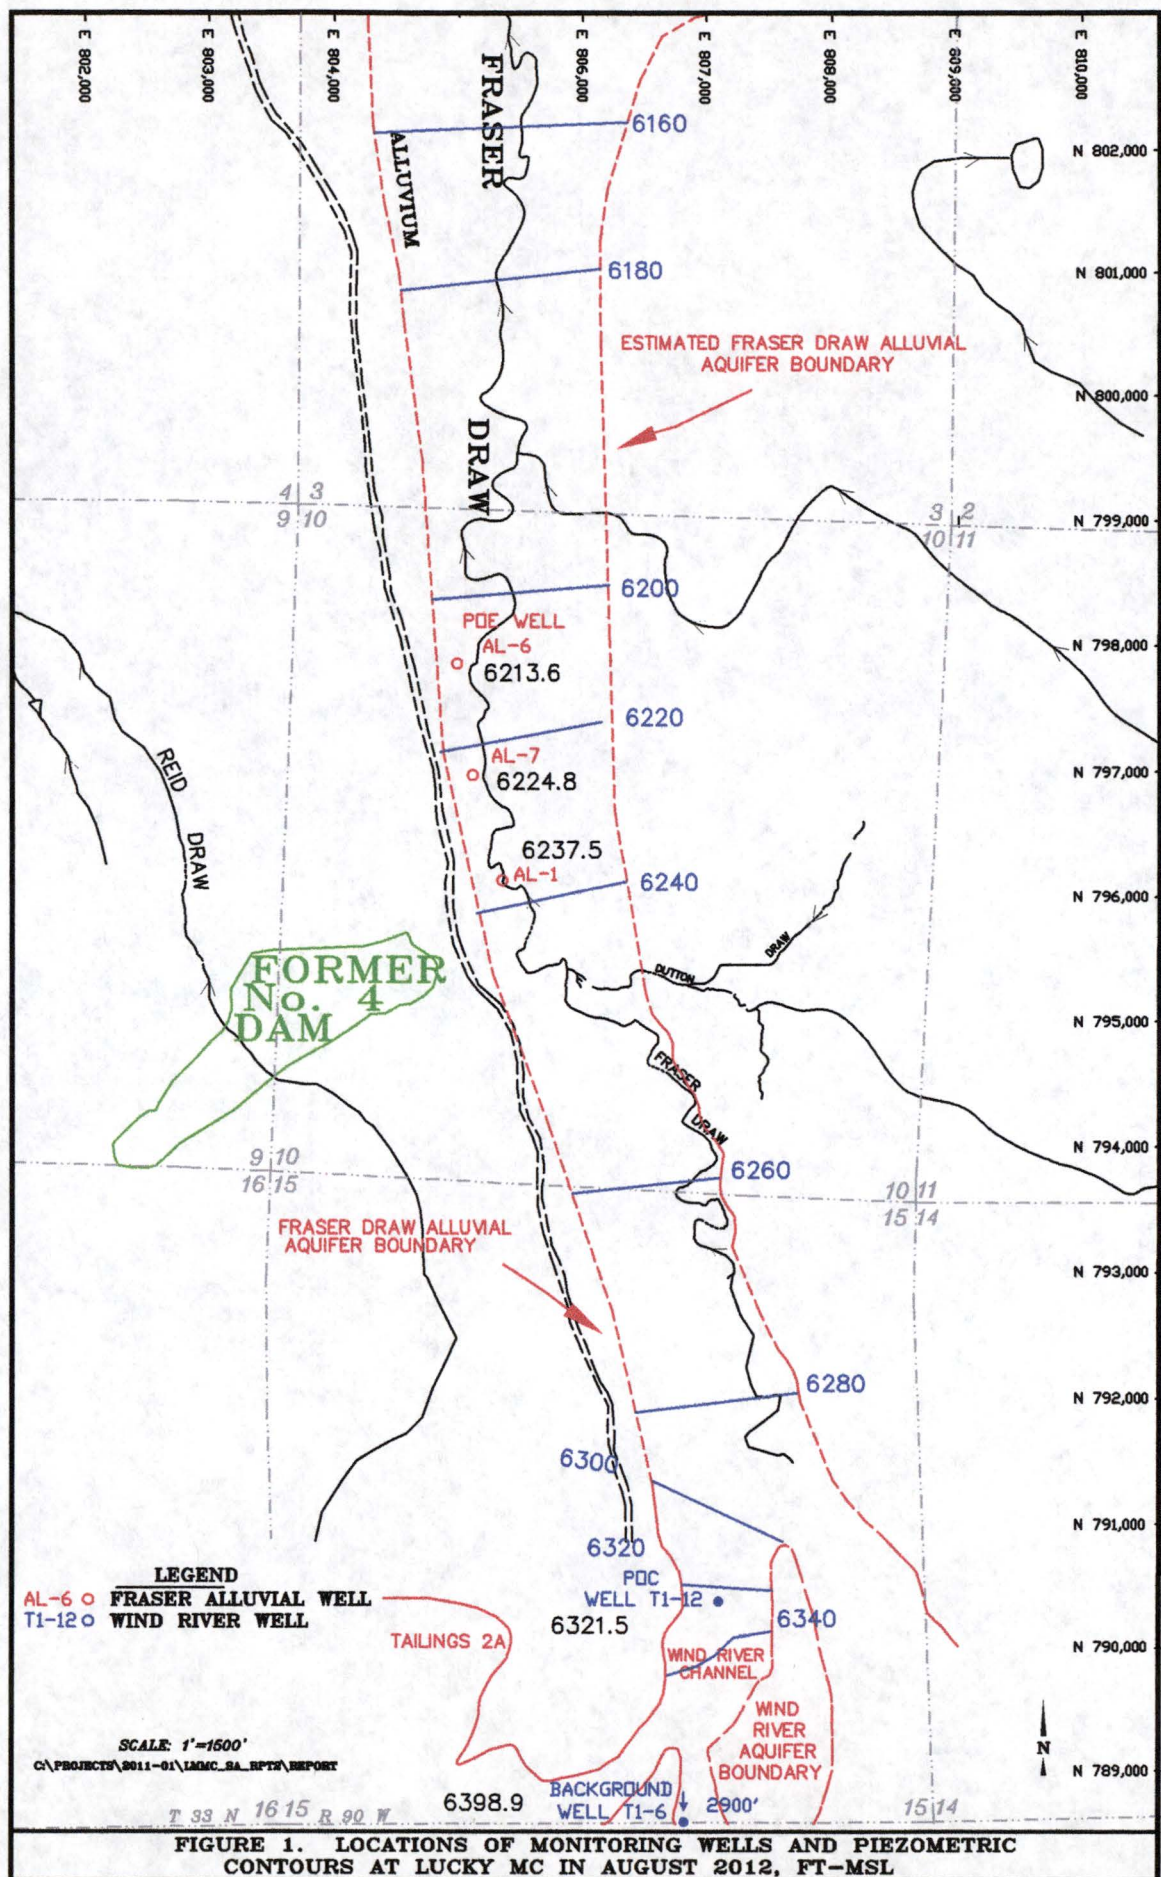 E 802,000
E 803,000
E 804,000
E 806,000
E 807,000
E 808,000
E 809,000
E 810,000
FRASER
DRAW
ALLUVIUM
6160
N 802,000
6180
N 801,000
ESTIMATED FRASER DRAW ALLUVIAL
AQUIFER BOUNDARY
N 800,000
4 3
9 10
3 2
10 11
N 799,000
6200
POE WELL
AL-6
6213.6
N 798,000
6220
AL-7
6224.8
N 797,000
REID
DRAW
6237.5
AL-1
6240
N 796,000
DUTTON
DRAW
FORMER
No. 4
DAM
N 795,000
FRASER
DRAW
N 794,000
9 10
16 15
6260
10 11
15 14
FRASER DRAW ALLUVIAL
AQUIFER BOUNDARY
N 793,000
6280
N 792,000
6300
N 791,000
6320
LEGEND
AL-6 FRASER ALLUVIAL WELL
T1-12 WIND RIVER WELL
POC
WELL T1-12
6321.5
6340
N 790,000
TAILINGS 2A
WIND RIVER
CHANNEL
WIND
RIVER
AQUIFER
BOUNDARY
SCALE: 1"=1500'
C:\PROJECTS\2011-01\LMMC_SA_RPTS\REPORT
N
N 789,000
6398.9
BACKGROUND
WELL T1-6
2900'
T 33 N 16 15 R 90 W
15 14
FIGURE 1. LOCATIONS OF MONITORING WELLS AND PIEZOMETRIC
CONTOURS AT LUCKY MC IN AUGUST 2012, FT-MSL